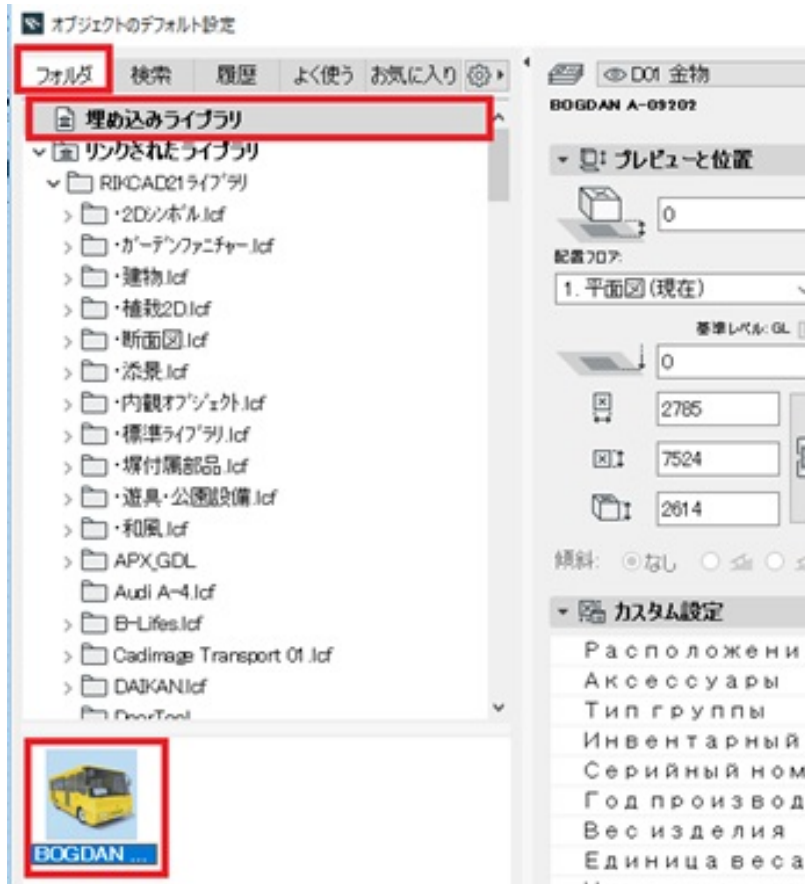 オブジェクトのデフォルト設定
フォルダ 検索 履歴 よく使う お気に入り
埋め込みライブラリ
リンクされたライブラリ
RIKCAD21ライブラリ
・2Dシンボル.lcf
・ガーデンファニチャー.lcf
・建物.lcf
・植栽2D.lcf
・断面図.lcf
・添景.lcf
・内観オブジェクト.lcf
・標準ライブラリ.lcf
・塀付属部品.lcf
・遊具・公園設備.lcf
・和風.lcf
APX_GDL
Audi A-4.lcf
B-Lifes.lcf
Cadimage Transport 01.lcf
DAIKAN.lcf
DoorTool
BOGDAN ...
D01 金物
BOGDAN A-09202
プレビューと位置
0
配置フロア:
1. 平面図 (現在)
基準レベル: GL
0
2785
7524
2614
傾斜: なし
カスタム設定
Расположени
Аксессуары
Тип группы
Инвентарный
Серийный ном
Год производ
Вес изделия
Единица веса